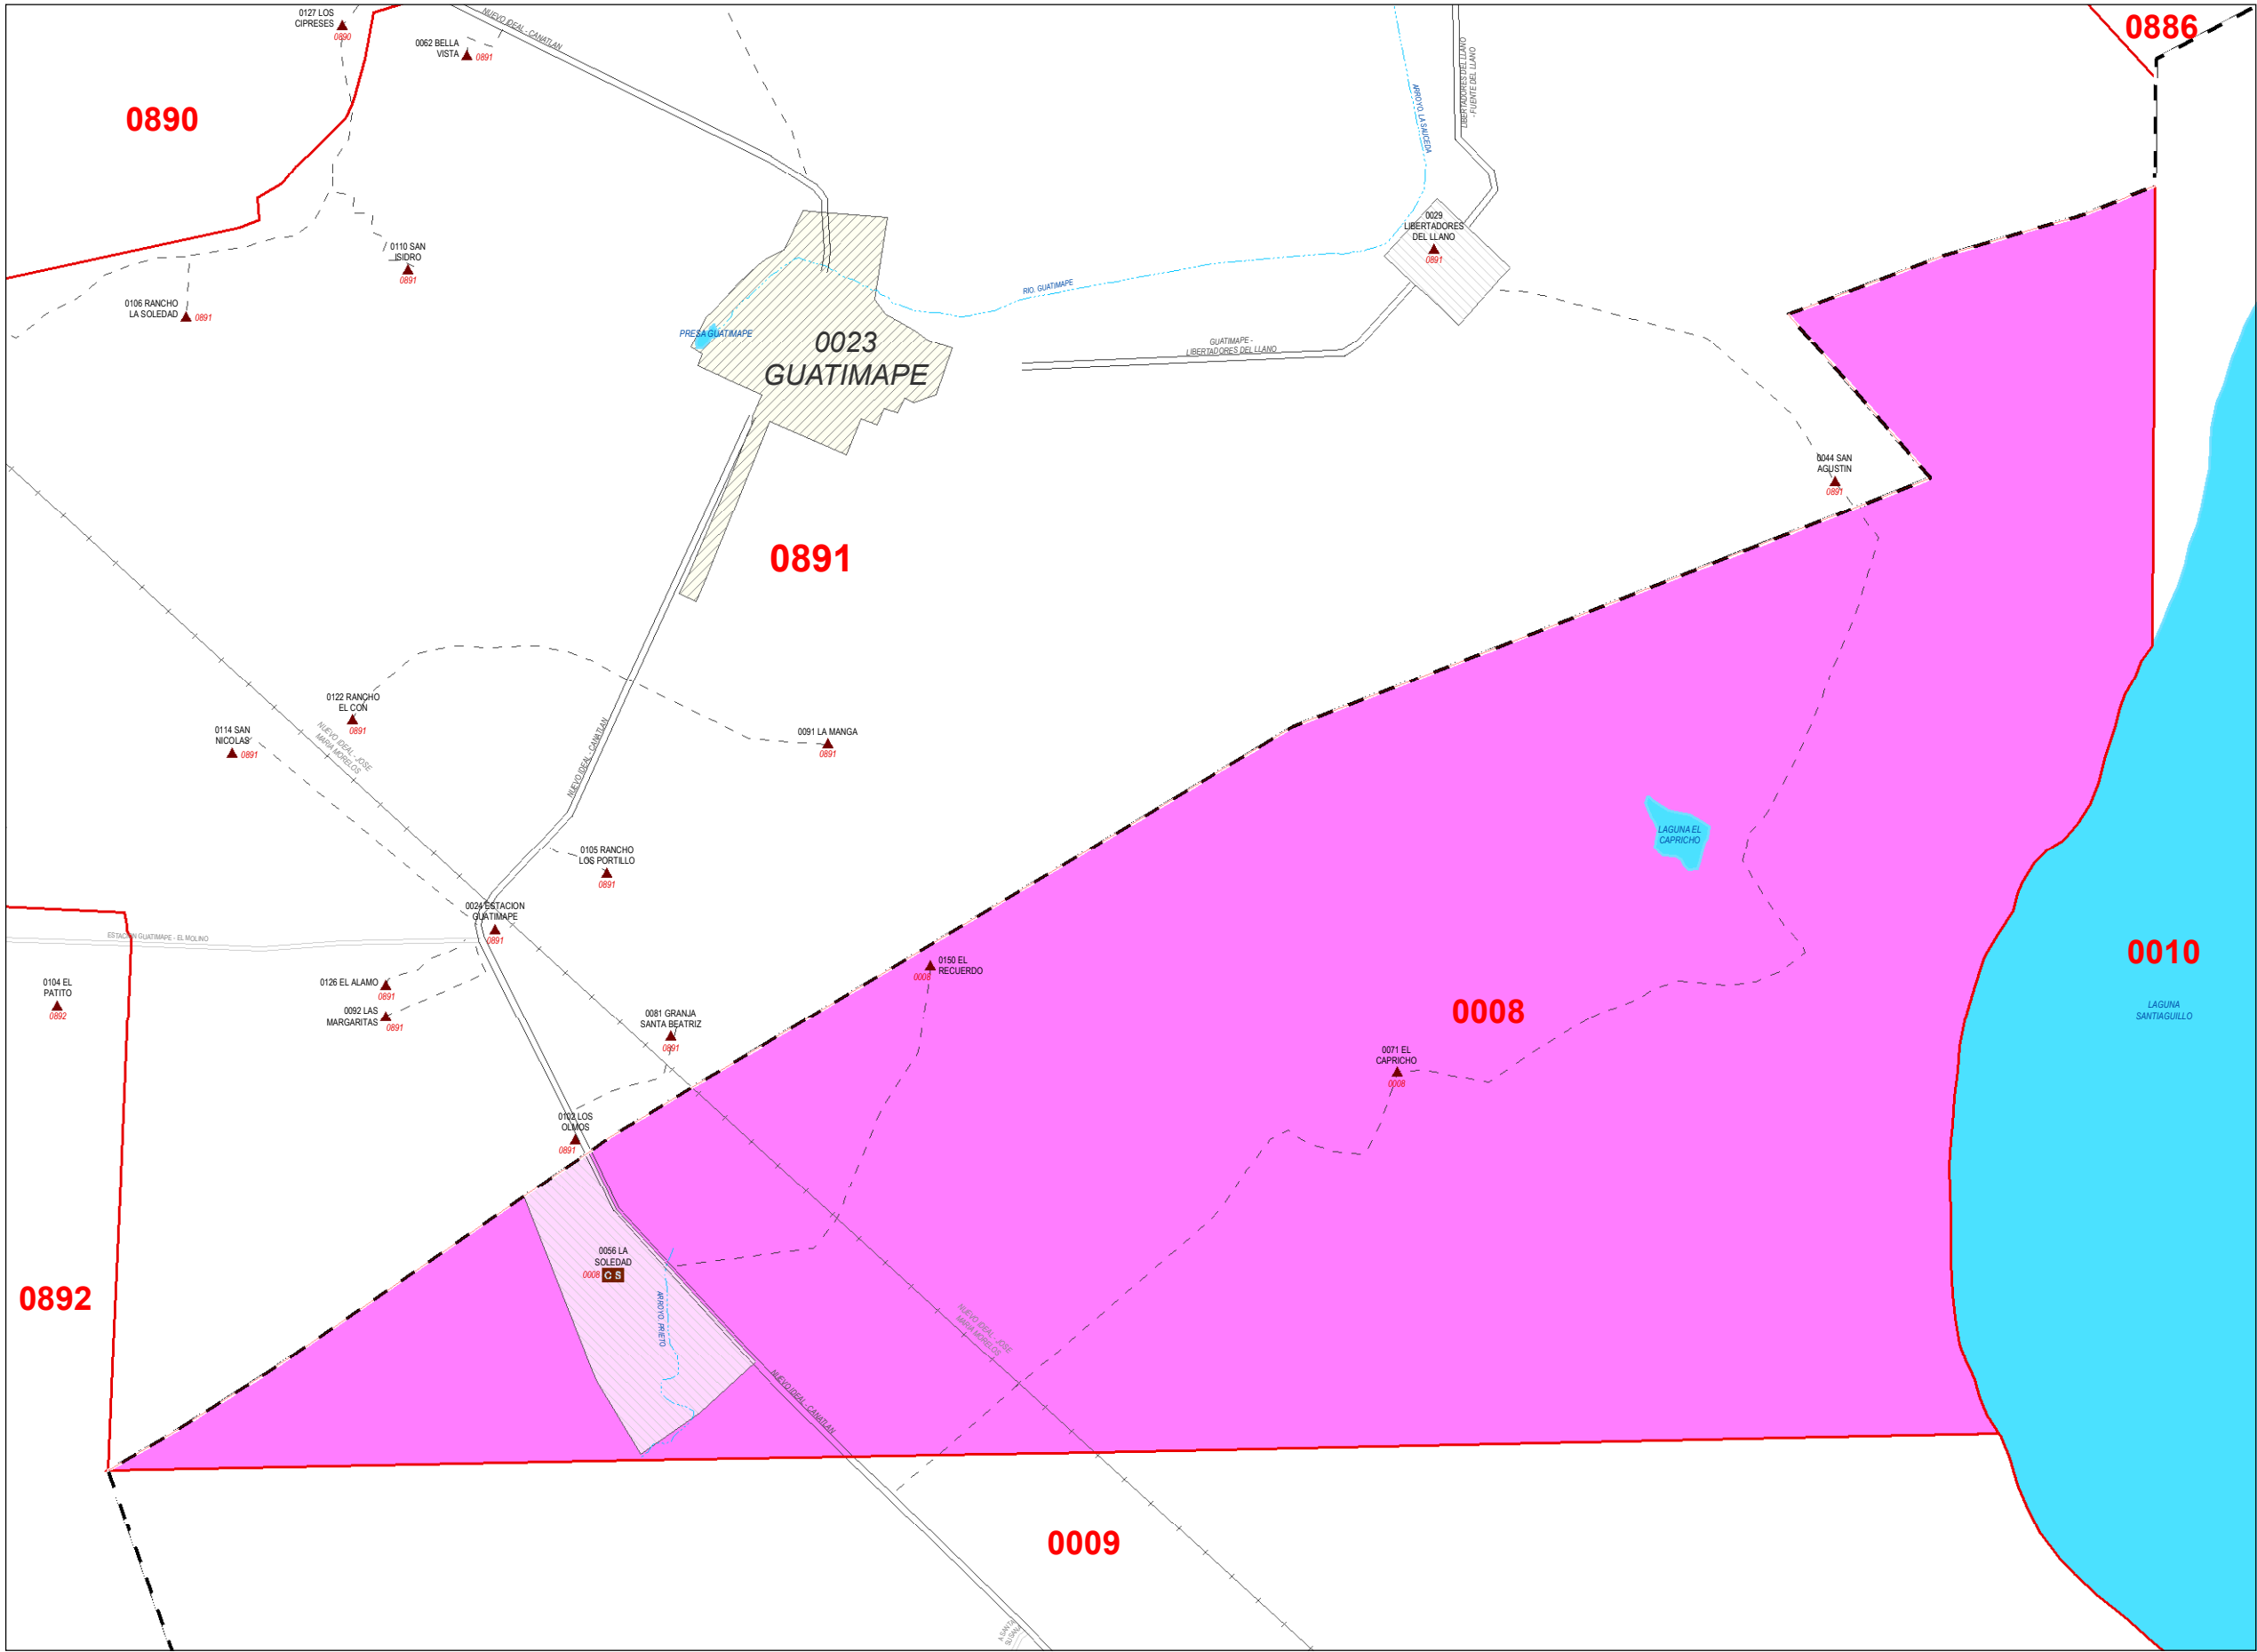 0127 LOS
CIPRESES
0890
NUEVO IDEAL - CANATLAN
0062 BELLA
VISTA
0891
0886
0890
LIBERTADORES DEL LLANO
- FUENTE DEL LLANO
ARROYO. LA SAUCEDA
0029
LIBERTADORES
DEL LLANO
0891
0110 SAN
ISIDRO
0891
0106 RANCHO
LA SOLEDAD
0891
RIO. GUATIMAPE
PRESA GUATIMAPE
0023
GUATIMAPE
GUATIMAPE -
LIBERTADORES DEL LLANO
0044 SAN
AGUSTIN
0891
0891
0122 RANCHO
EL CON
0891
0114 SAN
NICOLAS
0891
NUEVO IDEAL - JOSE
MARIA MORELOS
NUEVO IDEAL - CANATLAN
0091 LA MANGA
0891
LAGUNA EL
CAPRICHO
0105 RANCHO
LOS PORTILLO
0891
0024 ESTACION
GUATIMAPE
0891
ESTACION GUATIMAPE - EL MOLINO
0104 EL
PATITO
0892
0126 EL ALAMO
0891
0092 LAS
MARGARITAS
0891
0150 EL
RECUERDO
0008
0010
LAGUNA
SANTIAGUILLO
0081 GRANJA
SANTA BEATRIZ
0891
0008
0071 EL
CAPRICHO
0008
0102 LOS
OLMOS
0891
0056 LA
SOLEDAD
0008 C S
ARROYO. PRIETO
0892
NUEVO IDEAL - JOSE
MARIA MORELOS
NUEVO IDEAL - CANATLAN
0009
A SANTA
SUSANA